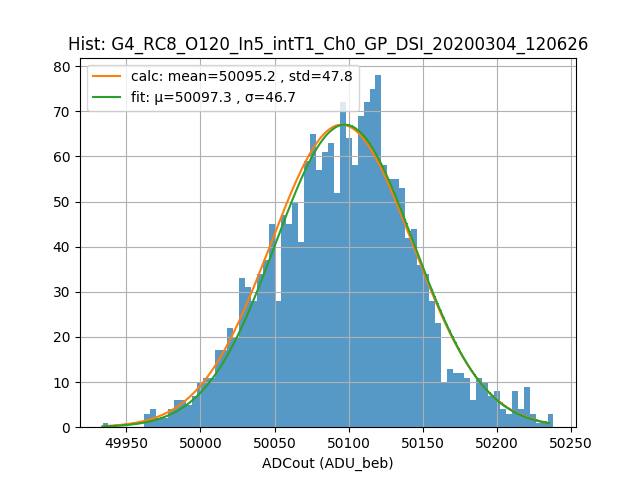 Hist: G4_RC8_O120_In5_intT1_Ch0_GP_DSI_20200304_120626
calc: mean=50095.2 , std=47.8
fit: μ=50097.3 , σ=46.7
80
70
60
50
40
30
20
10
0
49950 50000 50050 50100 50150 50200 50250
ADCout (ADU_beb)